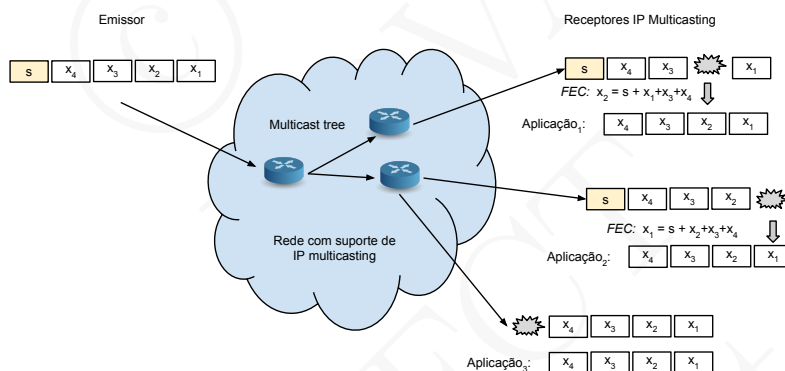 Emissor
Receptores IP Multicasting
s x4 x3 x2 x1
s x4 x3 x1
FEC: x2 = s + x1+x3+x4
Multicast tree
Aplicação1: x4 x3 x2 x1
s x4 x3 x2
FEC: x1 = s + x2+x3+x4
Rede com suporte de
IP multicasting
Aplicação2: x4 x3 x2 x1
x4 x3 x2 x1
Aplicação3: x4 x3 x2 x1